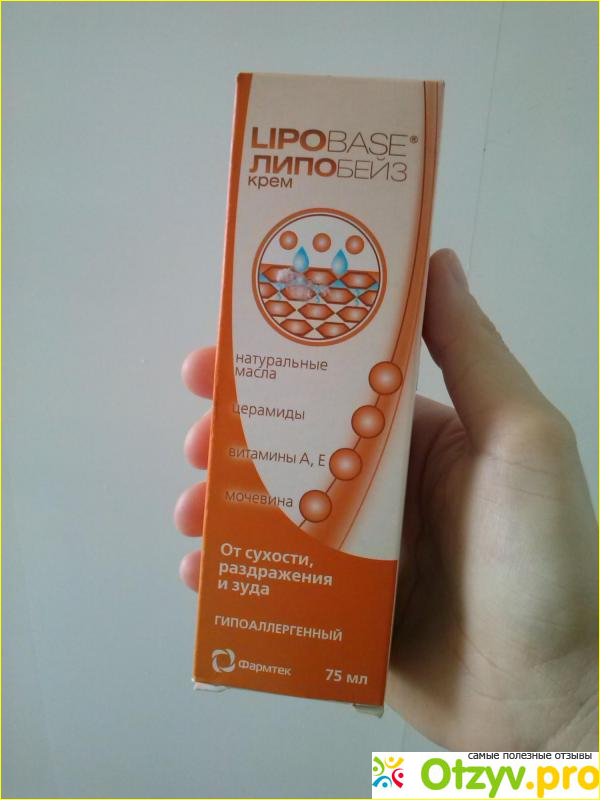 LIPOBASE®
ЛИПОБЕЙЗ
крем
натуральные
масла
церамиды
витамины А, Е
мочевина
От сухости,
раздражения
и зуда
ГИПОАЛЛЕРГЕННЫЙ
Фармтек
75 мл
самые полезные отзывы
Otzyv.pro